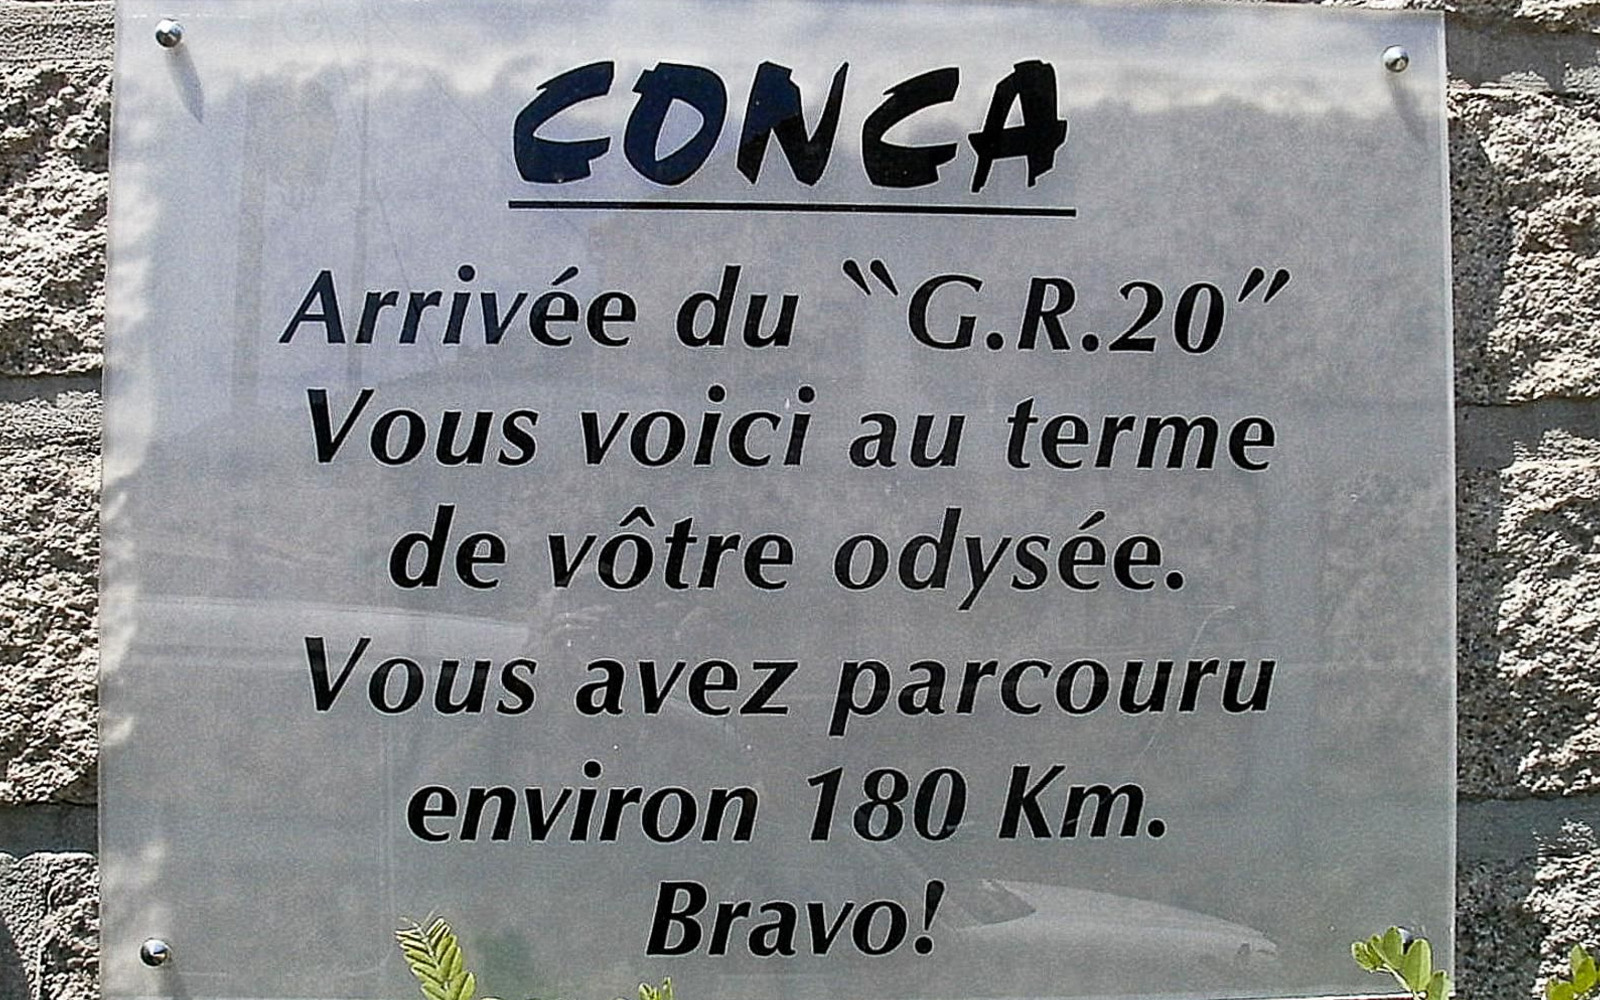 CONCA
Arrivée du "G.R.20"
Vous voici au terme
de vôtre odysée.
Vous avez parcouru
environ 180 Km.
Bravo!